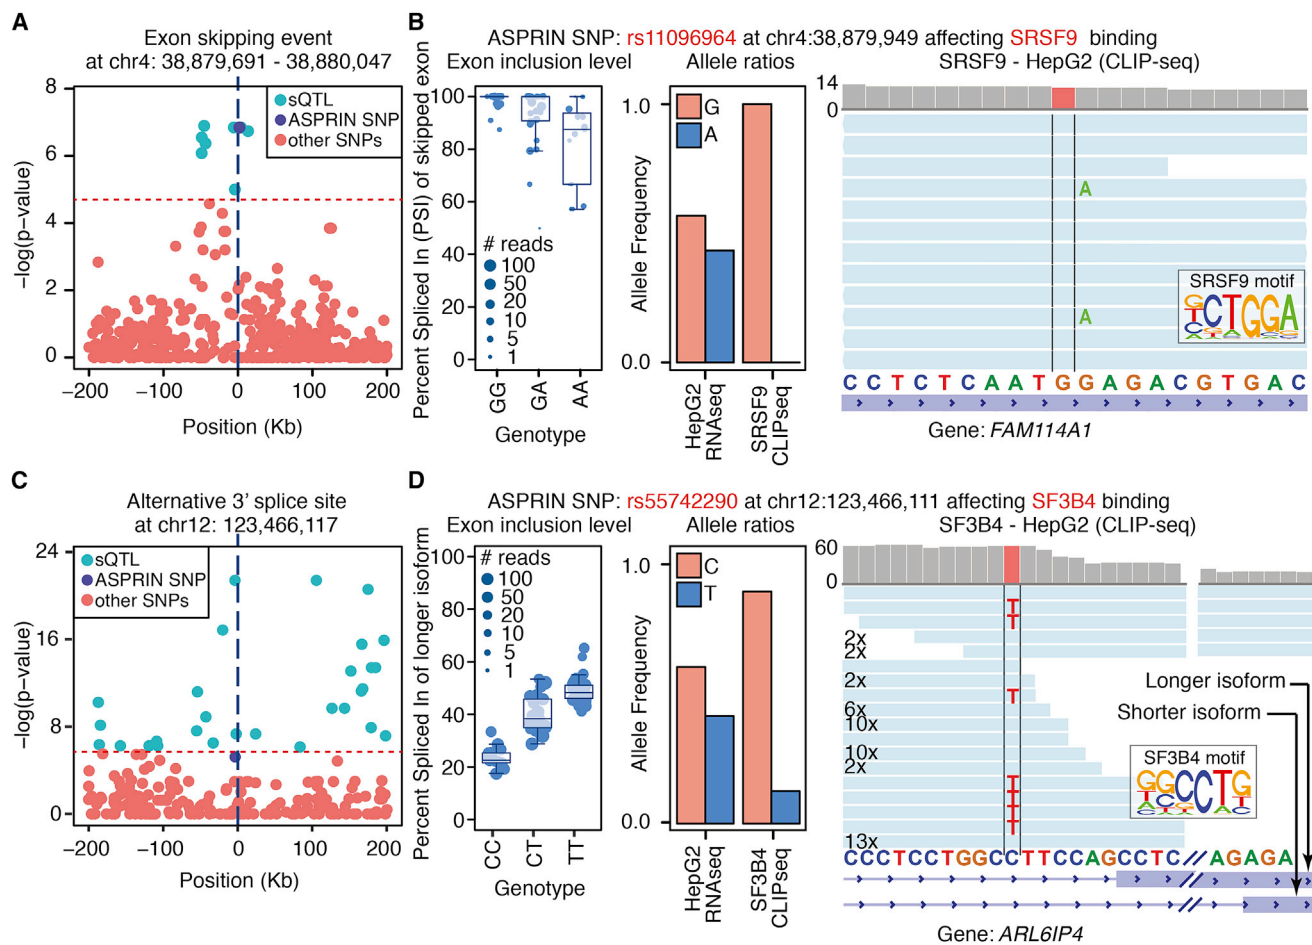 A
Exon skipping event
at chr4: 38,879,691 - 38,880,047
8
6
4
2
0
−log(p−value)
sQTL
ASPRIN SNP
other SNPs
−200
−100
0
100
200
Position (Kb)
B
ASPRIN SNP: rs11096964 at chr4:38,879,949 affecting SRSF9 binding
Exon inclusion level
Allele ratios
SRSF9 - HepG2 (CLIP-seq)
Percent Spliced In (PSI) of skipped exon
100
80
60
40
20
0
# reads
100
50
20
10
5
1
GG
GA
AA
Genotype
Allele Frequency
1.0
0.0
G
A
HepG2
RNAseq
SRSF9
CLIPseq
14
0
A
A
SRSF9 motif
CCTCTCAATGGAGACGTGAC
Gene: FAM114A1
C
Alternative 3’ splice site
at chr12: 123,466,117
24
16
8
0
−log(p−value)
sQTL
ASPRIN SNP
other SNPs
−200
−100
0
100
200
Position (Kb)
D
ASPRIN SNP: rs55742290 at chr12:123,466,111 affecting SF3B4 binding
Exon inclusion level
Allele ratios
SF3B4 - HepG2 (CLIP-seq)
Percent Spliced In of longer isoform
100
80
60
40
20
0
# reads
100
50
20
10
5
1
CC
CT
TT
Genotype
Allele Frequency
1.0
0.0
C
T
HepG2
RNAseq
SF3B4
CLIPseq
60
0
T
T
2x
2x
2x
T
6x
10x
10x
2x
T
T
T
T
13x
Longer isoform
Shorter isoform
SF3B4 motif
CCCTCCTGGCCTTCCAGCCTC // AGAGA
Gene: ARL6IP4